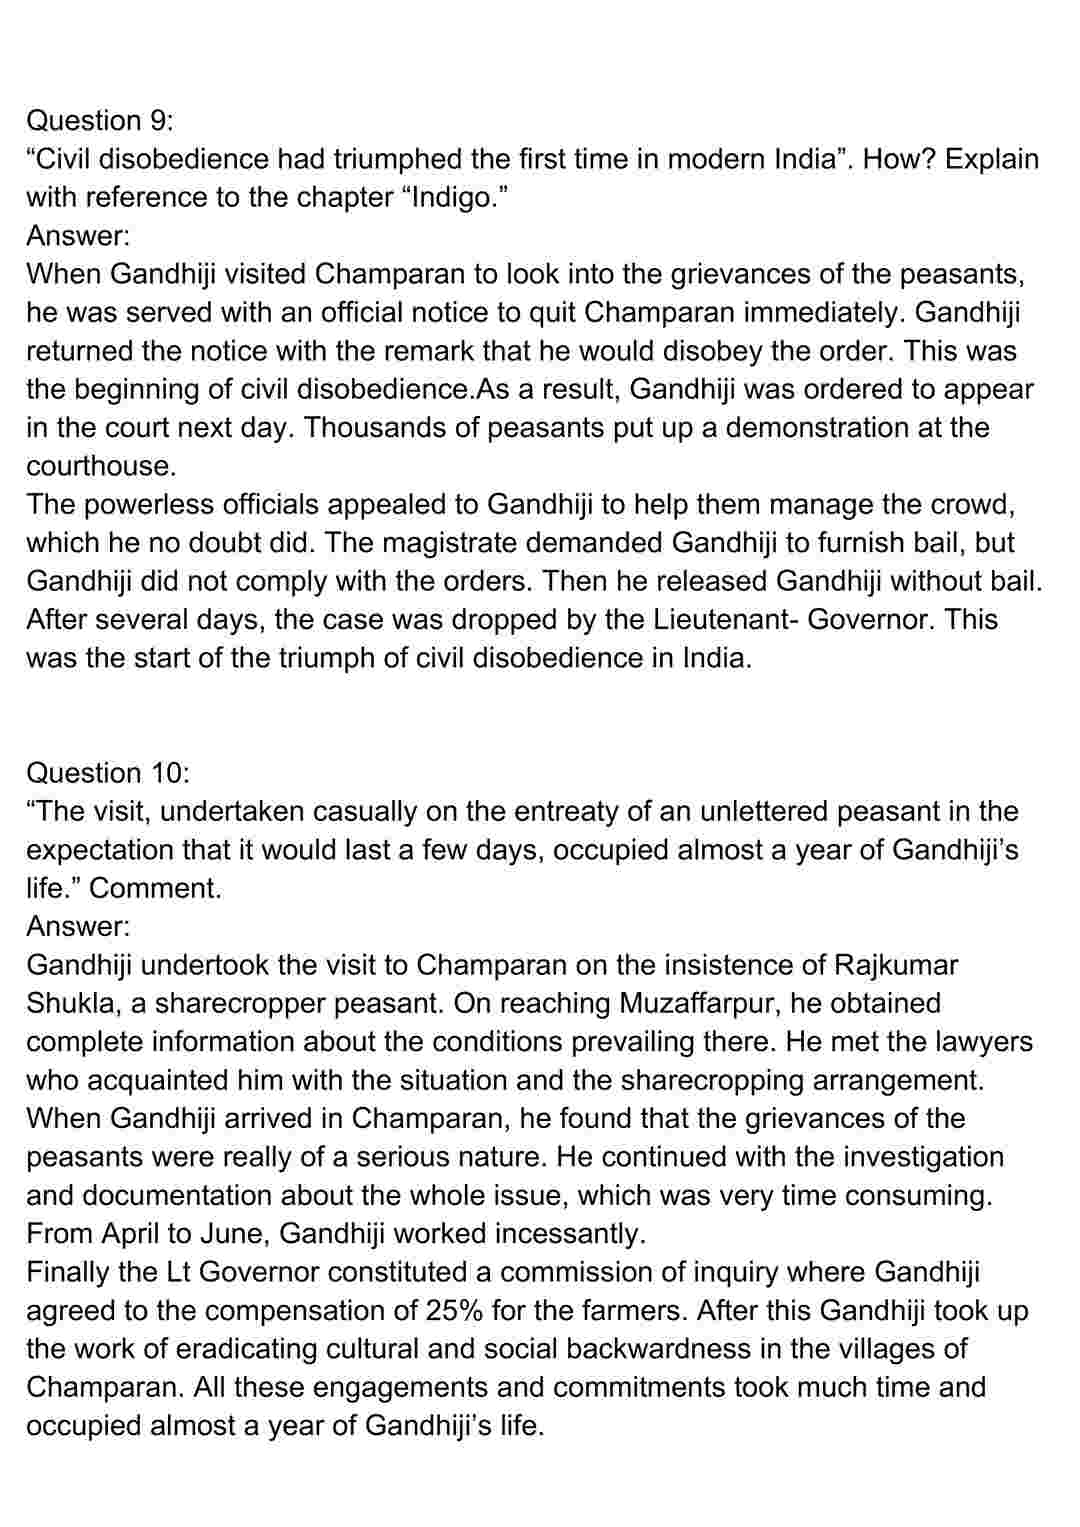 Question 9:
“Civil disobedience had triumphed the first time in modern India”. How? Explain
with reference to the chapter “Indigo.”
Answer:
When Gandhiji visited Champaran to look into the grievances of the peasants,
he was served with an official notice to quit Champaran immediately. Gandhiji
returned the notice with the remark that he would disobey the order. This was
the beginning of civil disobedience.As a result, Gandhiji was ordered to appear
in the court next day. Thousands of peasants put up a demonstration at the
courthouse.
The powerless officials appealed to Gandhiji to help them manage the crowd,
which he no doubt did. The magistrate demanded Gandhiji to furnish bail, but
Gandhiji did not comply with the orders. Then he released Gandhiji without bail.
After several days, the case was dropped by the Lieutenant- Governor. This
was the start of the triumph of civil disobedience in India.
Question 10:
“The visit, undertaken casually on the entreaty of an unlettered peasant in the
expectation that it would last a few days, occupied almost a year of Gandhiji’s
life.” Comment.
Answer:
Gandhiji undertook the visit to Champaran on the insistence of Rajkumar
Shukla, a sharecropper peasant. On reaching Muzaffarpur, he obtained
complete information about the conditions prevailing there. He met the lawyers
who acquainted him with the situation and the sharecropping arrangement.
When Gandhiji arrived in Champaran, he found that the grievances of the
peasants were really of a serious nature. He continued with the investigation
and documentation about the whole issue, which was very time consuming.
From April to June, Gandhiji worked incessantly.
Finally the Lt Governor constituted a commission of inquiry where Gandhiji
agreed to the compensation of 25% for the farmers. After this Gandhiji took up
the work of eradicating cultural and social backwardness in the villages of
Champaran. All these engagements and commitments took much time and
occupied almost a year of Gandhiji’s life.